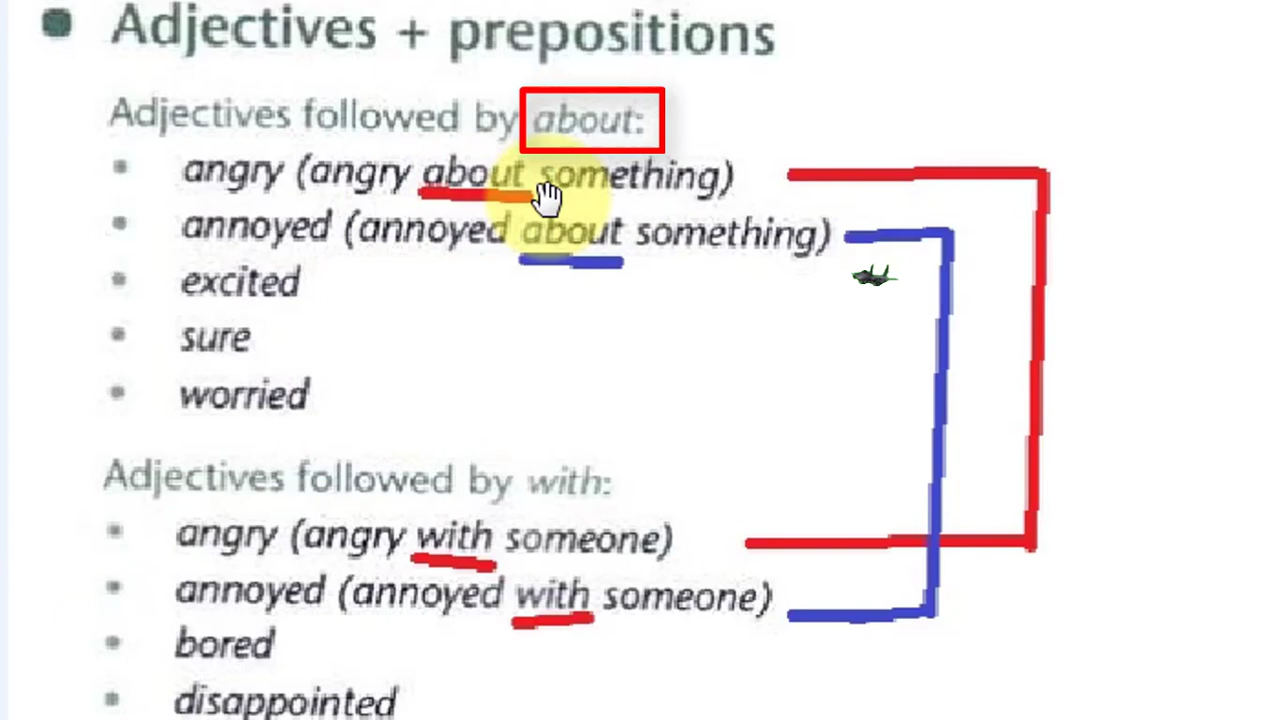 Adjectives + prepositions
Adjectives followed by about:
angry (angry about something)
annoyed (annoyed about something)
excited
sure
worried
Adjectives followed by with:
angry (angry with someone)
annoyed (annoyed with someone)
bored
disappointed